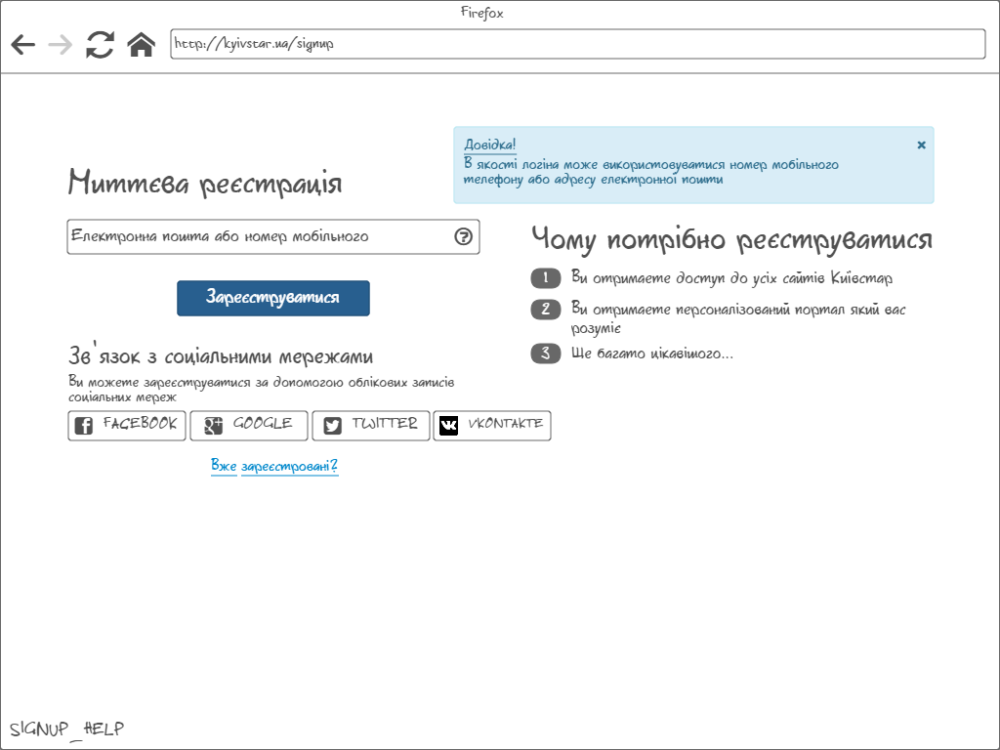 Firefox
http://kyivstar.ua/signup
Довідка!
В якості логіна може використовуватися номер мобільного
телефону або адресу електронної пошти
Миттєва реєстрація
Електронна пошта або номер мобільного
Зареєструватися
Зв'язок з соціальними мережами
Ви можете зареєструватися за допомогою облікових записів
соціальних мереж
FACEBOOK GOOGLE TWITTER VKONTAKTE
Вже зареєстровані?
Чому потрібно реєструватися
1 Ви отримаете доступ до усіх сайтів Київстар
2 Ви отримаете персоналізований портал який вас
розуміє
3 Ще багато цікавішого...
SIGNUP_HELP